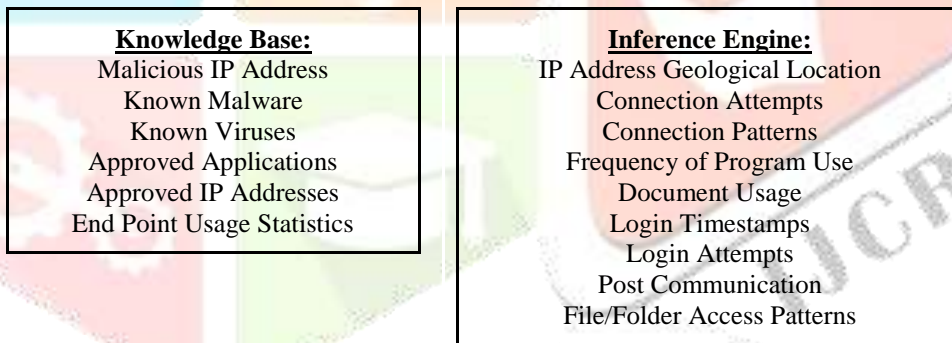 Knowledge Base:
Malicious IP Address
Known Malware
Known Viruses
Approved Applications
Approved IP Addresses
End Point Usage Statistics
Inference Engine:
IP Address Geological Location
Connection Attempts
Connection Patterns
Frequency of Program Use
Document Usage
Login Timestamps
Login Attempts
Post Communication
File/Folder Access Patterns
IJCR